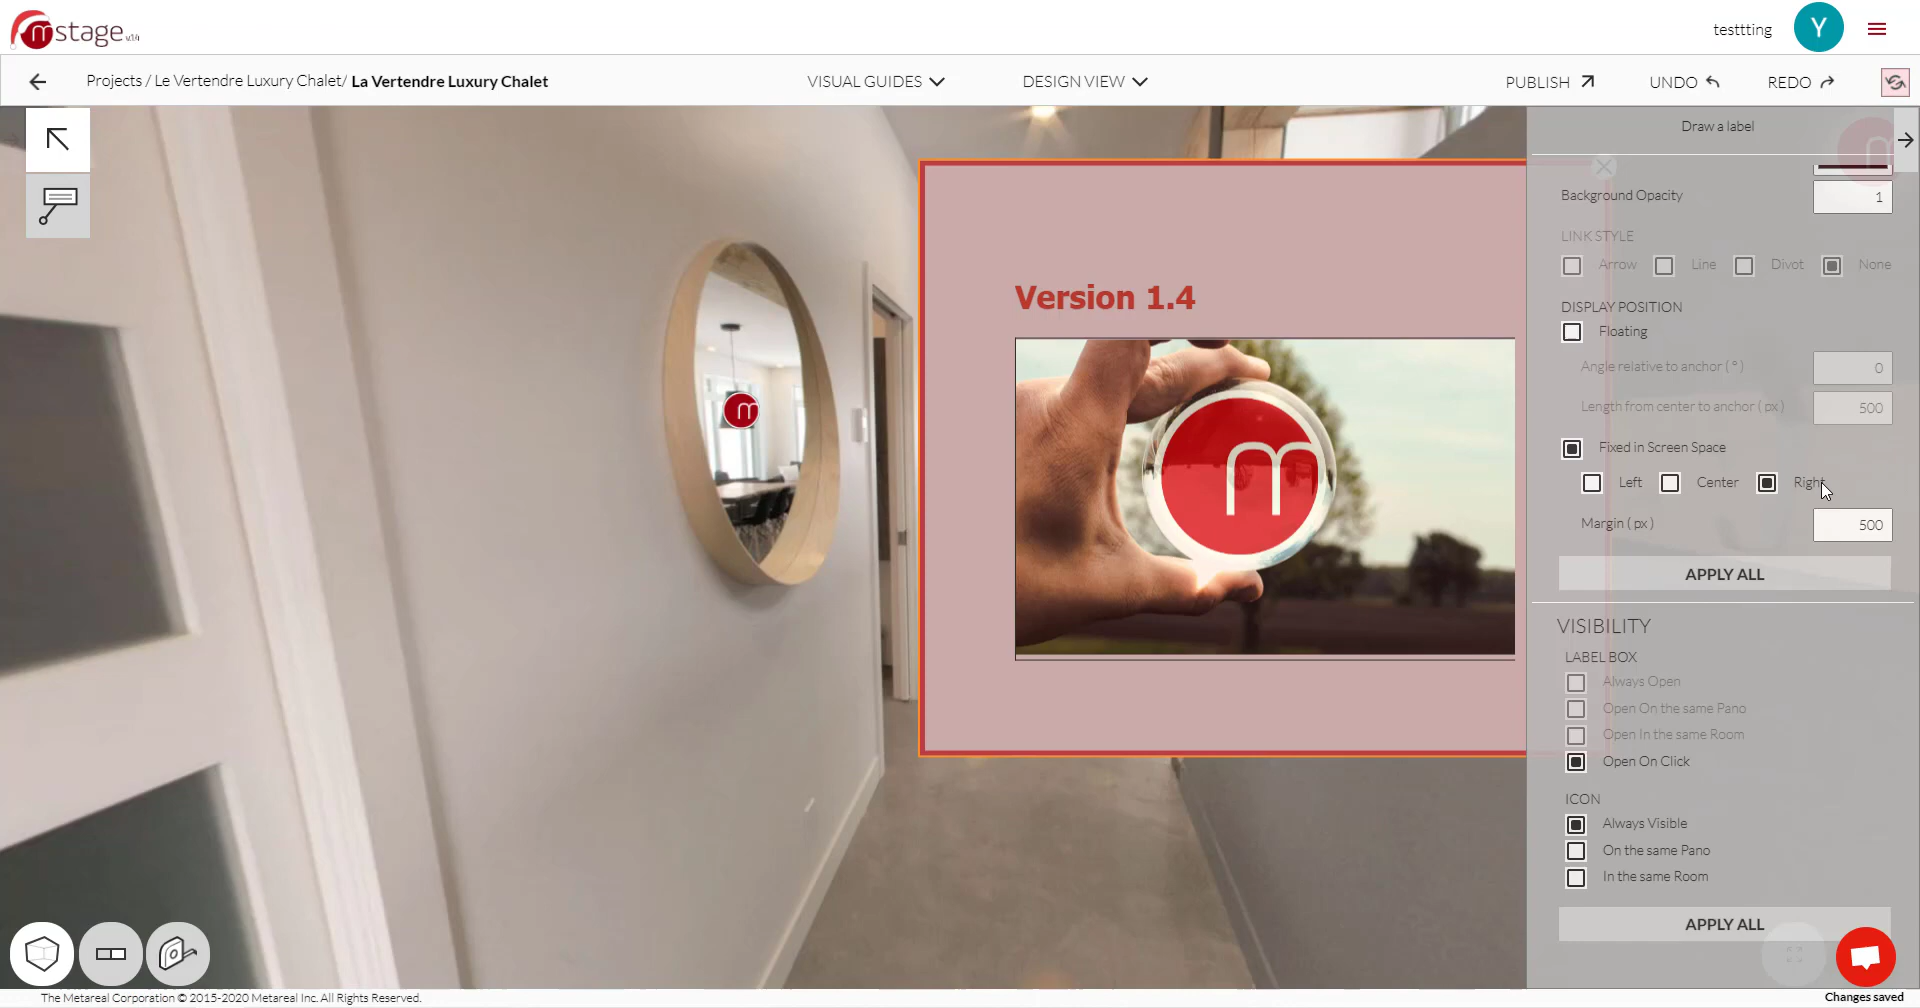 mstage v.1.4
testtting
Y
Projects / Le Vertendre Luxury Chalet/ La Vertendre Luxury Chalet
VISUAL GUIDES
DESIGN VIEW
PUBLISH
UNDO
REDO
Draw a label
Background Opacity
1
LINK STYLE
Arrow
Line
Divot
None
DISPLAY POSITION
Floating
Angle relative to anchor ( ° )
0
Length from center to anchor ( px )
500
Fixed in Screen Space
Left
Center
Right
Margin ( px )
500
APPLY ALL
VISIBILITY
LABEL BOX
Always Open
Open On the same Pano
Open In the same Room
Open On Click
ICON
Always Visible
On the same Pano
In the same Room
APPLY ALL
Version 1.4
m
m
m
The Metareal Corporation © 2015-2020 Metareal Inc. All Rights Reserved.
Changes saved